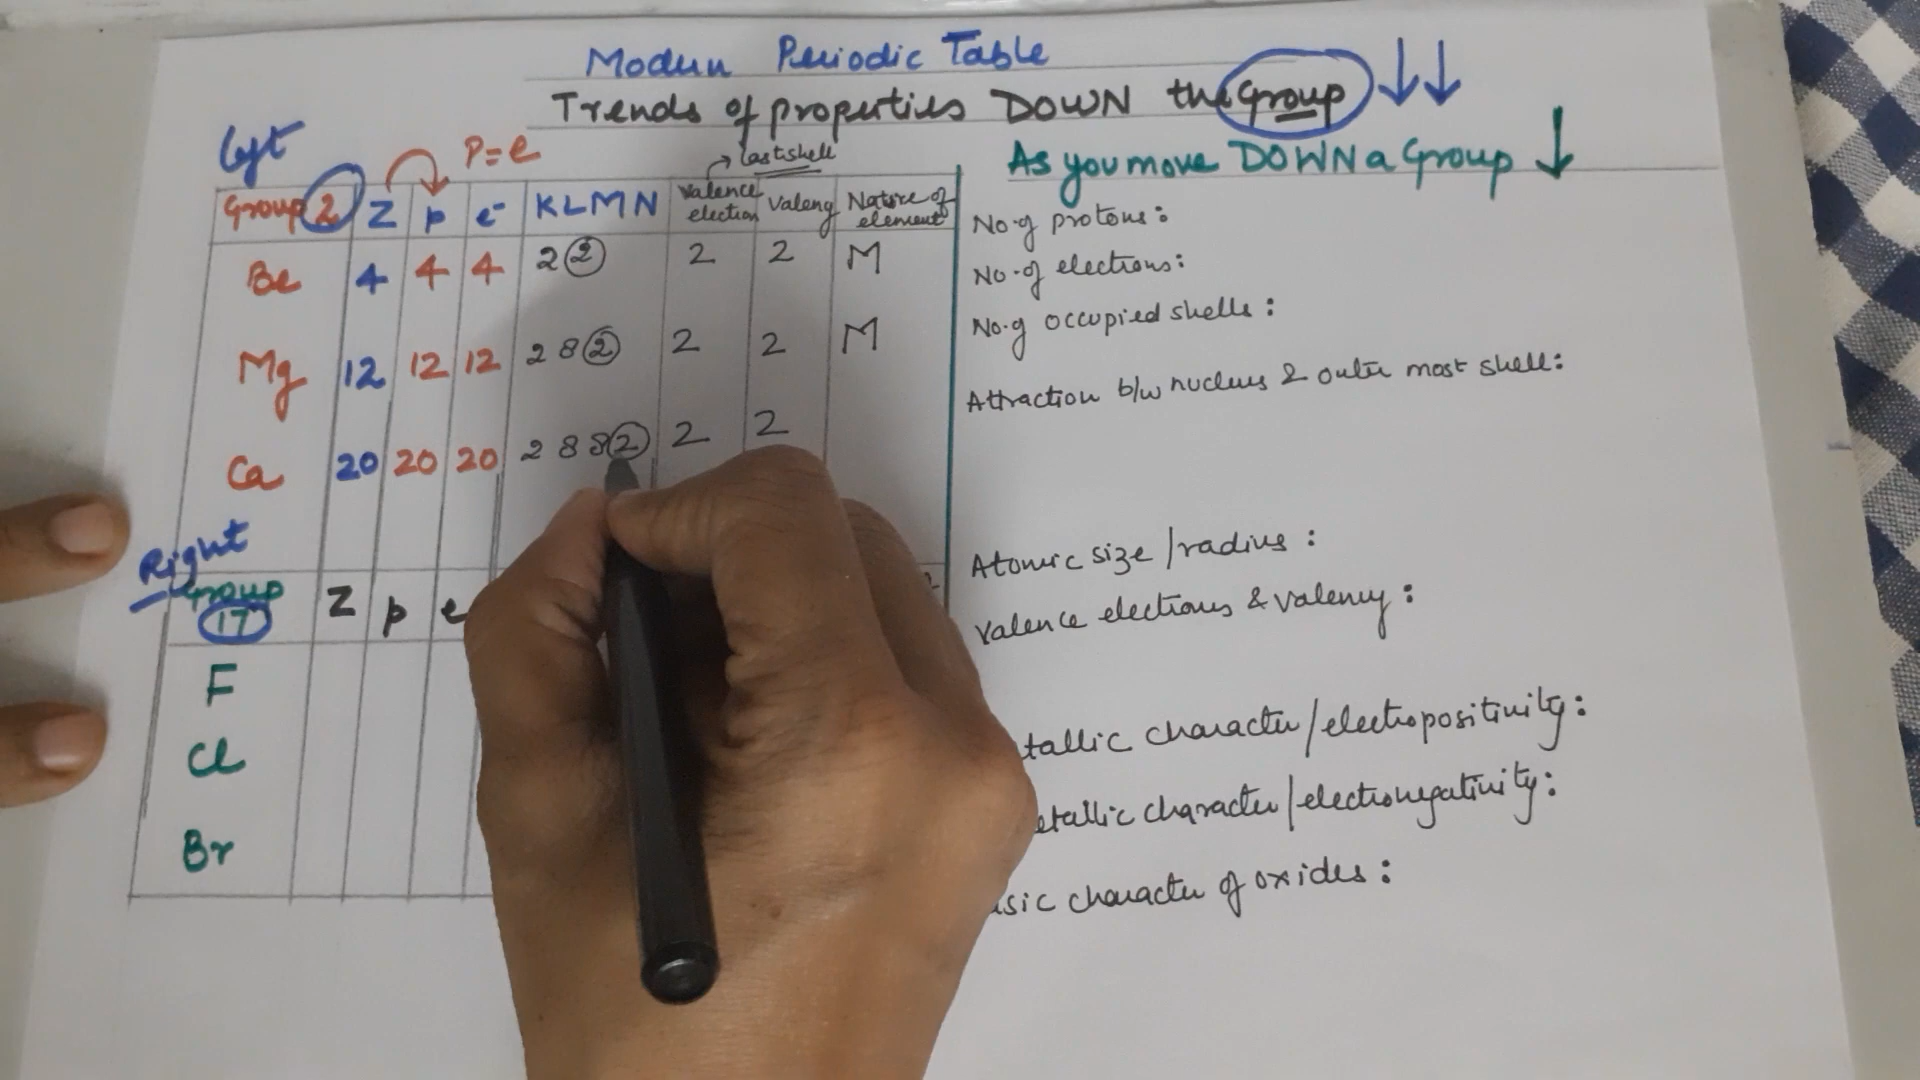 Modern Periodic Table
Trends of properties DOWN the Group ↓↓
Left
P=e
→ last shell
As you move DOWN a Group ↓
Group 2 Z p e⁻ K L M N Valence electron Valency Nature of element
Be 4 4 4 2 2 2 2 M
Mg 12 12 12 2 8 2 2 2 M
Ca 20 20 20 2 8 8 2 2 2
Right
Group 17 Z p e
F
Cl
Br
No. of protons:
No. of electrons:
No. of occupied shells:
Attraction b/w nucleus & outer most shell:
Atomic size/radius:
Valence electrons & valency:
tallic character/electropositivity:
etallic character/electronegativity:
asic character of oxides: